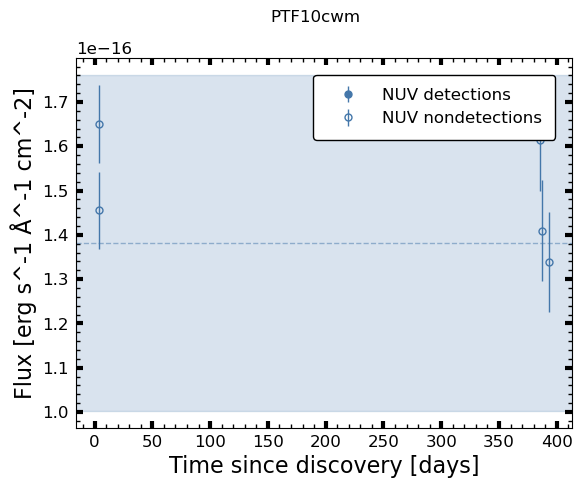 PTF10cwm
1e−16
NUV detections
NUV nondetections
1.7
1.6
1.5
1.4
1.3
1.2
1.1
1.0
Flux [erg s^-1 Å^-1 cm^-2]
0 50 100 150 200 250 300 350 400
Time since discovery [days]